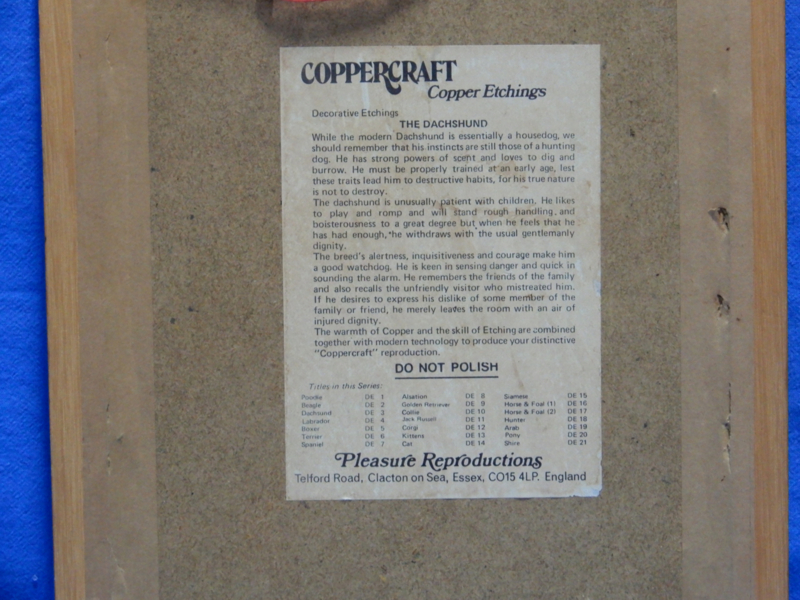 COPPERCRAFT
Copper Etchings
Decorative Etchings
THE DACHSHUND
While the modern Dachshund is essentially a housedog, we
should remember that his instincts are still those of a hunting
dog. He has strong powers of scent and loves to dig and
burrow. He must be properly trained at an early age, lest
these traits lead him to destructive habits, for his true nature
is not to destroy.
The dachshund is unusually patient with children. He likes
to play and romp and will stand rough handling and
boisterousness to a great degree but when he feels that he
has had enough, he withdraws with the usual gentlemanly
dignity.
The breed's alertness, inquisitiveness and courage make him
a good watchdog. He is keen in sensing danger and quick in
sounding the alarm. He remembers the friends of the family
and also recalls the unfriendly visitor who mistreated him.
If he desires to express his dislike of some member of the
family or friend, he merely leaves the room with an air of
injured dignity.
The warmth of Copper and the skill of Etching are combined
together with modern technology to produce your distinctive
"Coppercraft" reproduction.
DO NOT POLISH
Titles in this Series:
Poodle DE 1 Alsation DE 8 Siamese DE 15
Beagle DE 2 Golden Retriever DE 9 Horse & Foal (1) DE 16
Dachsund DE 3 Collie DE 10 Horse & Foal (2) DE 17
Labrador DE 4 Jack Russell DE 11 Hunter DE 18
Boxer DE 5 Corgi DE 12 Arab DE 19
Terrier DE 6 Kittens DE 13 Pony DE 20
Spaniel DE 7 Cat DE 14 Shire DE 21
Pleasure Reproductions
Telford Road, Clacton on Sea, Essex, CO15 4LP. England